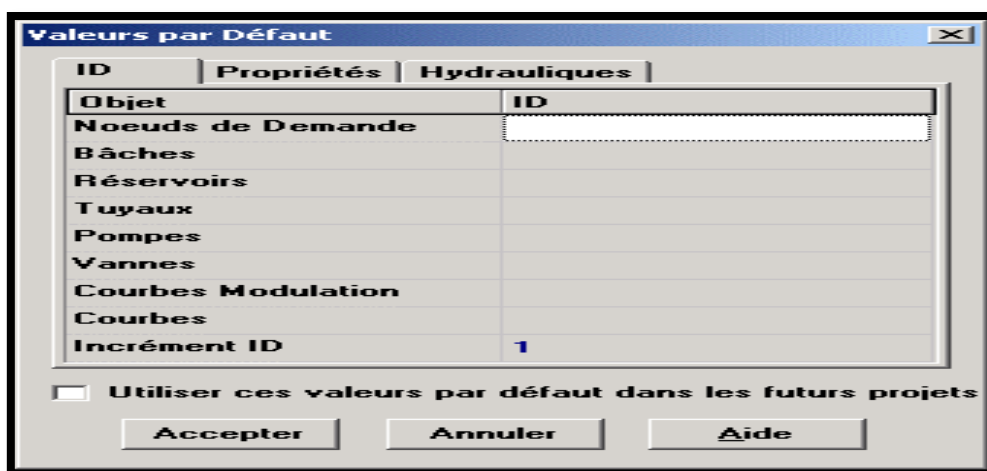 Valeurs par Défaut
ID Propriétés Hydrauliques
Objet ID
Noeuds de Demande
Bâches
Réservoirs
Tuyaux
Pompes
Vannes
Courbes Modulation
Courbes
Incrément ID 1
Utiliser ces valeurs par défaut dans les futurs projets
Accepter Annuler Aide